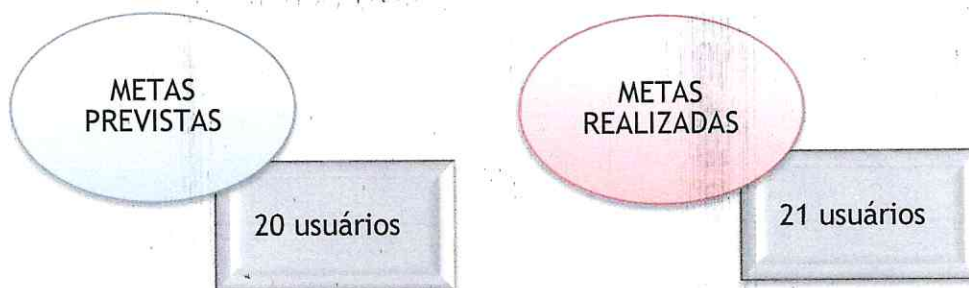 METAS
PREVISTAS
20 usuários
METAS
REALIZADAS
21 usuários